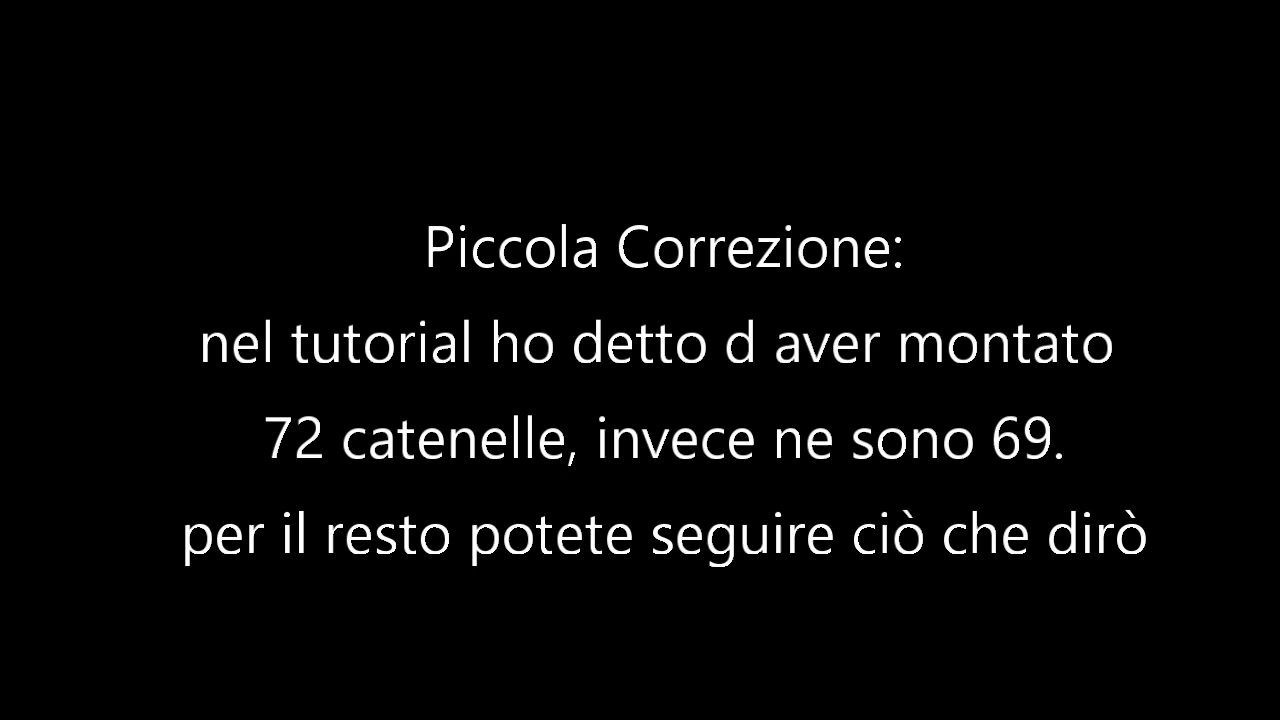 Piccola Correzione:
nel tutorial ho detto d aver montato
72 catenelle, invece ne sono 69.
per il resto potete seguire ciò che dirò